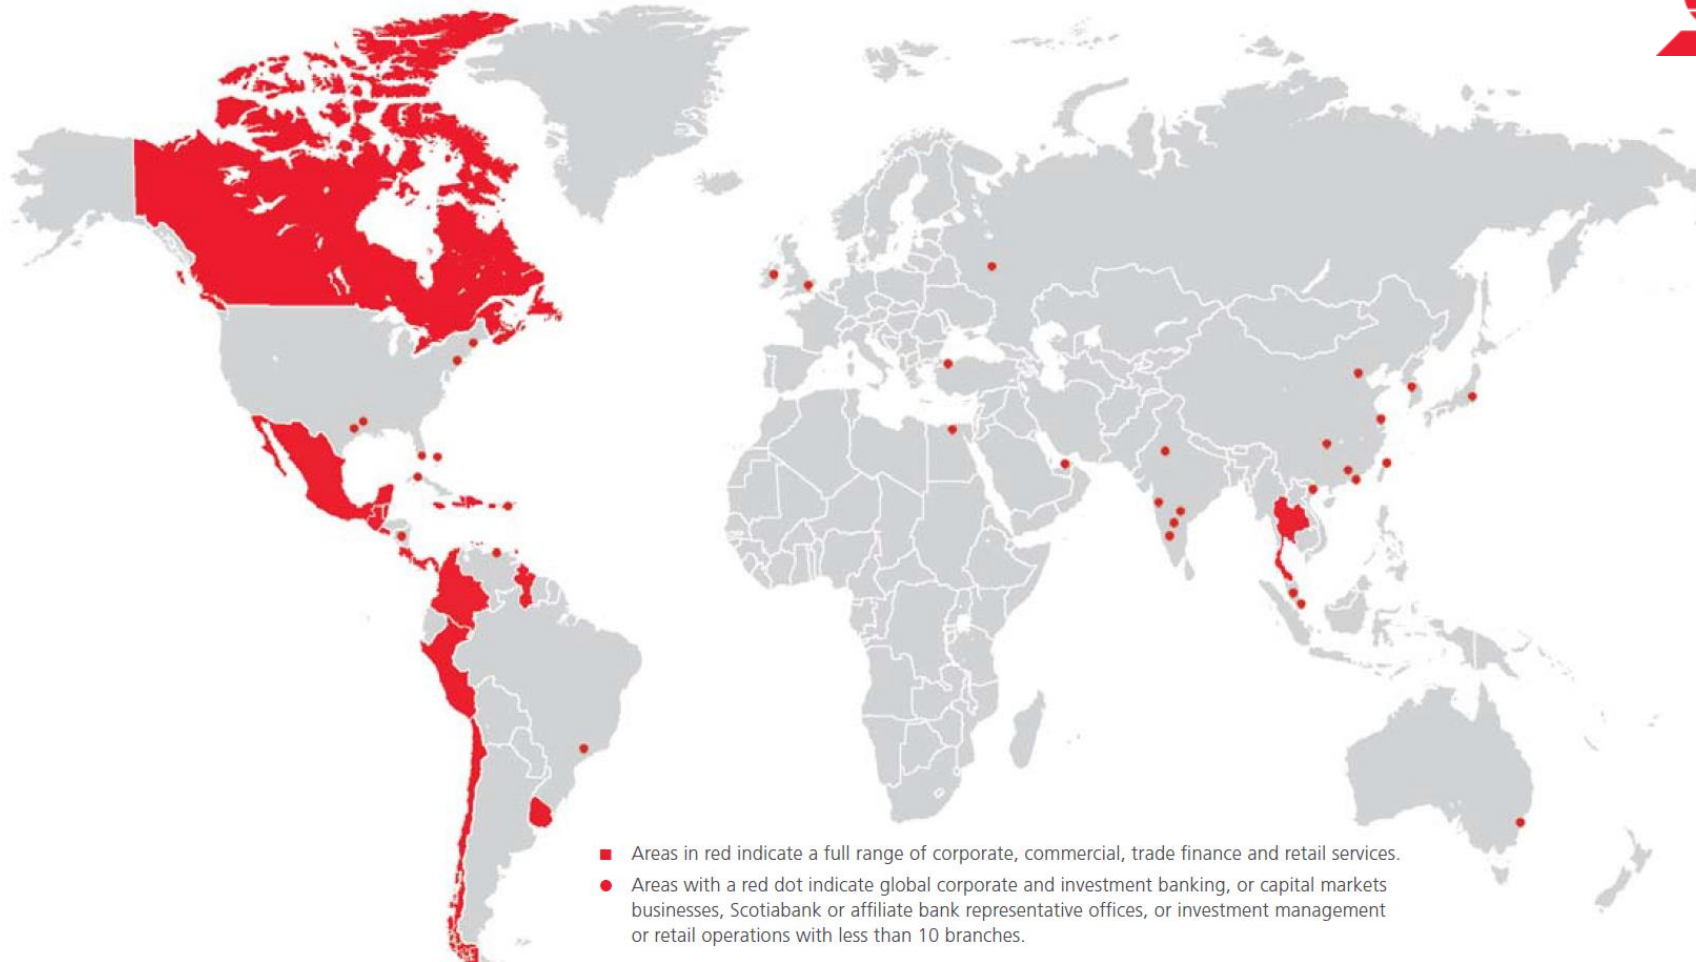 Areas in red indicate a full range of corporate, commercial, trade finance and retail services.
Areas with a red dot indicate global corporate and investment banking, or capital markets
businesses, Scotiabank or affiliate bank representative offices, or investment management
or retail operations with less than 10 branches.